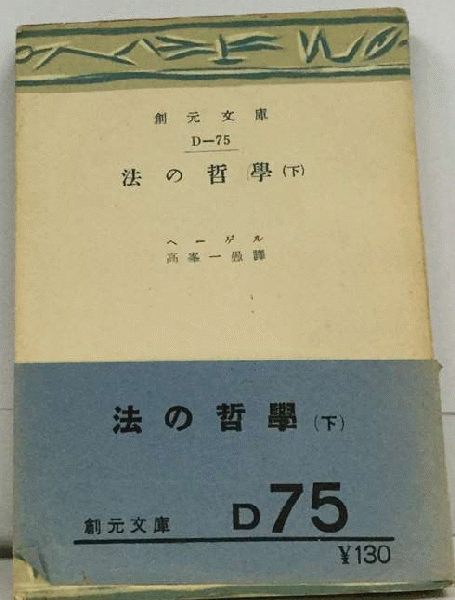 創元文庫
D—75
法の哲學(下)
ヘーゲル
高峯一愚譯
法の哲學(下)
創元文庫 D75
¥130